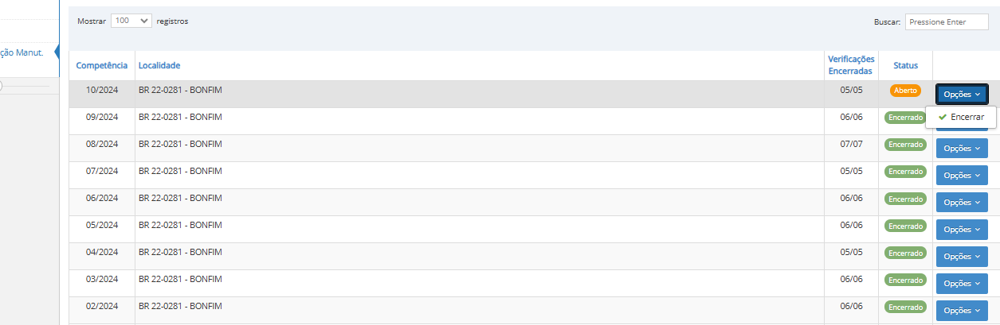 Mostrar 100 registros Buscar: Pressione Enter
ção Manut.
Competência Localidade Verificações Encerradas Status
10/2024 BR 22-0281 - BONFIM 05/05 Aberto Opções
Encerrar
09/2024 BR 22-0281 - BONFIM 06/06 Encerrado
08/2024 BR 22-0281 - BONFIM 07/07 Encerrado Opções
07/2024 BR 22-0281 - BONFIM 05/05 Encerrado Opções
06/2024 BR 22-0281 - BONFIM 06/06 Encerrado Opções
05/2024 BR 22-0281 - BONFIM 06/06 Encerrado Opções
04/2024 BR 22-0281 - BONFIM 05/05 Encerrado Opções
03/2024 BR 22-0281 - BONFIM 06/06 Encerrado Opções
02/2024 BR 22-0281 - BONFIM 06/06 Encerrado Opções